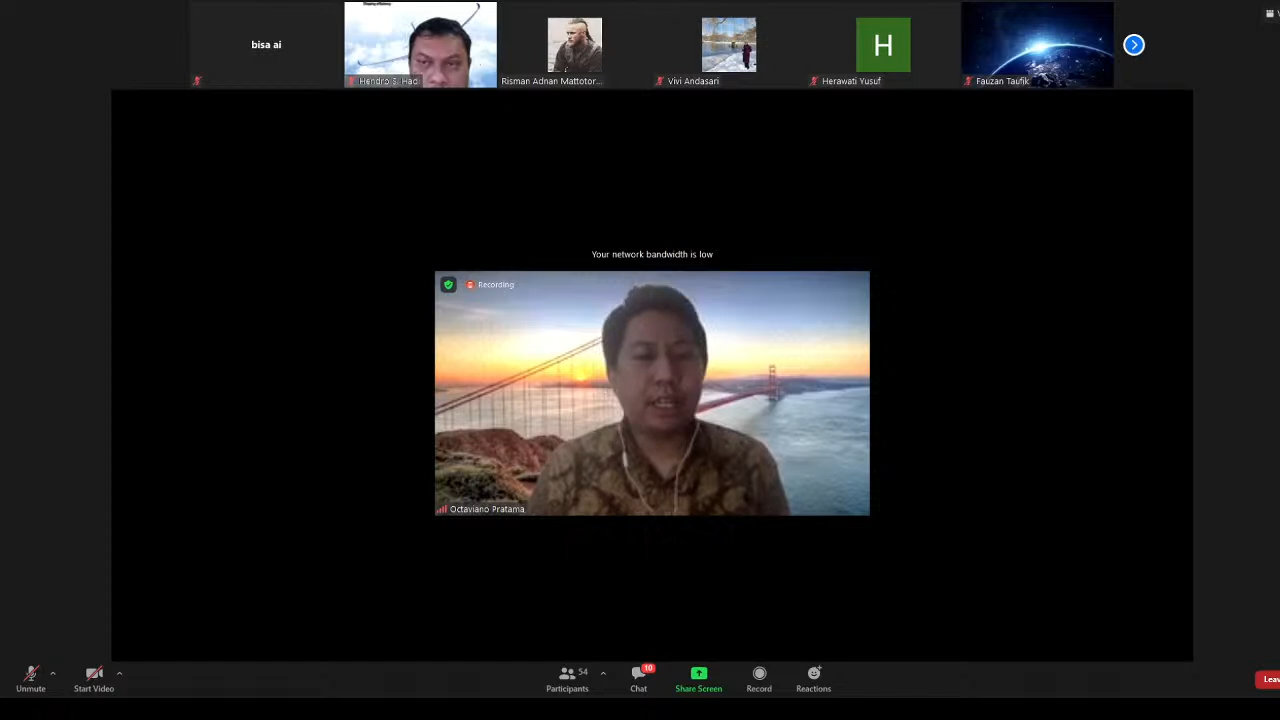 bisa ai
Hendro S. Had
Risman Adnan Mattotor...
Vivi Andasari
H
Herawati Yusuf
Fauzan Taufik
Your network bandwidth is low
Recording
Octaviano Pratama
Unmute
Start Video
54
Participants
10
Chat
Share Screen
Record
Reactions
Leav